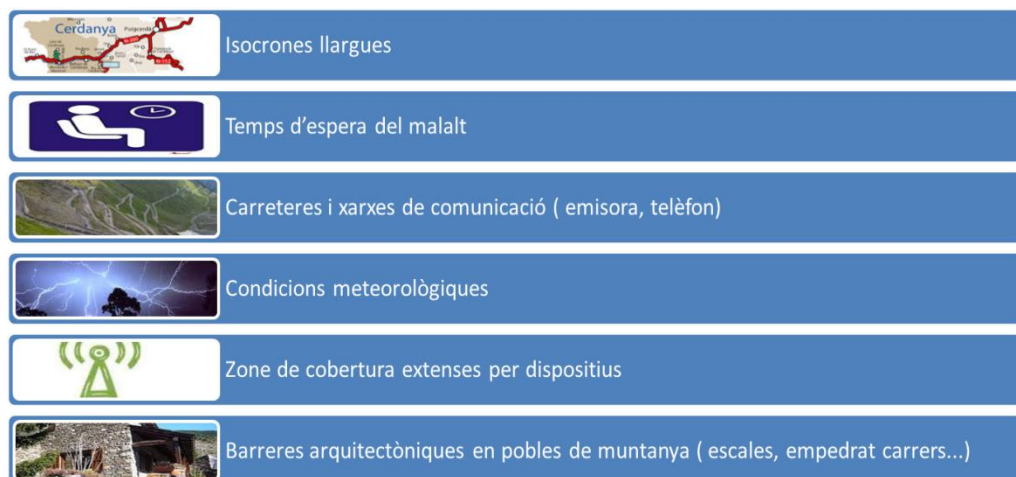 Cerdanya
Puigcerdà
Isocrones llargues
Temps d'espera del malalt
Carreteres i xarxes de comunicació ( emisora, telèfon)
Condicions meteorològiques
Zone de cobertura extenses per dispositius
Barreres arquitectòniques en pobles de muntanya ( escales, empedrat carrers...)